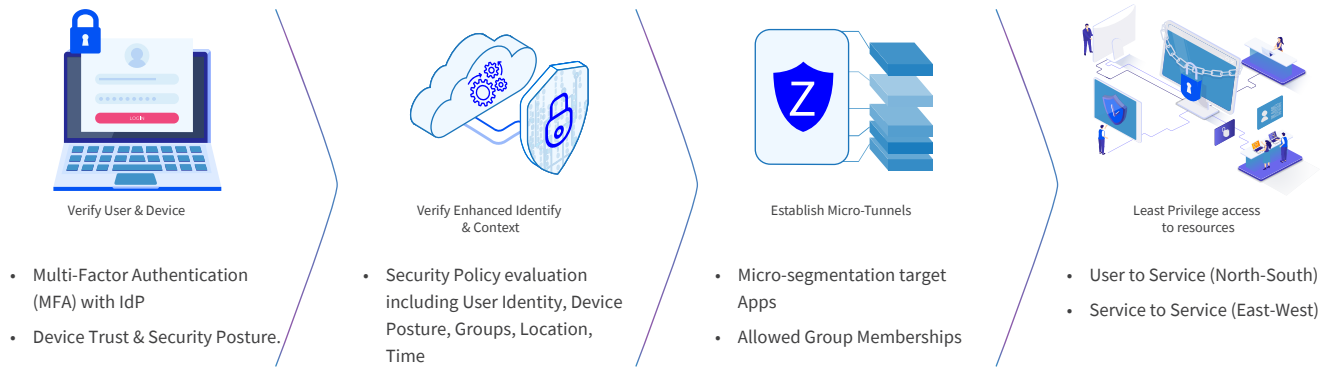 LOGIN
Verify User & Device
• Multi-Factor Authentication
(MFA) with IdP
• Device Trust & Security Posture.
Verify Enhanced Identify
& Context
• Security Policy evaluation
including User Identity, Device
Posture, Groups, Location,
Time
Z
Establish Micro-Tunnels
• Micro-segmentation target
Apps
• Allowed Group Memberships
Least Privilege access
to resources
• User to Service (North-South)
• Service to Service (East-West)